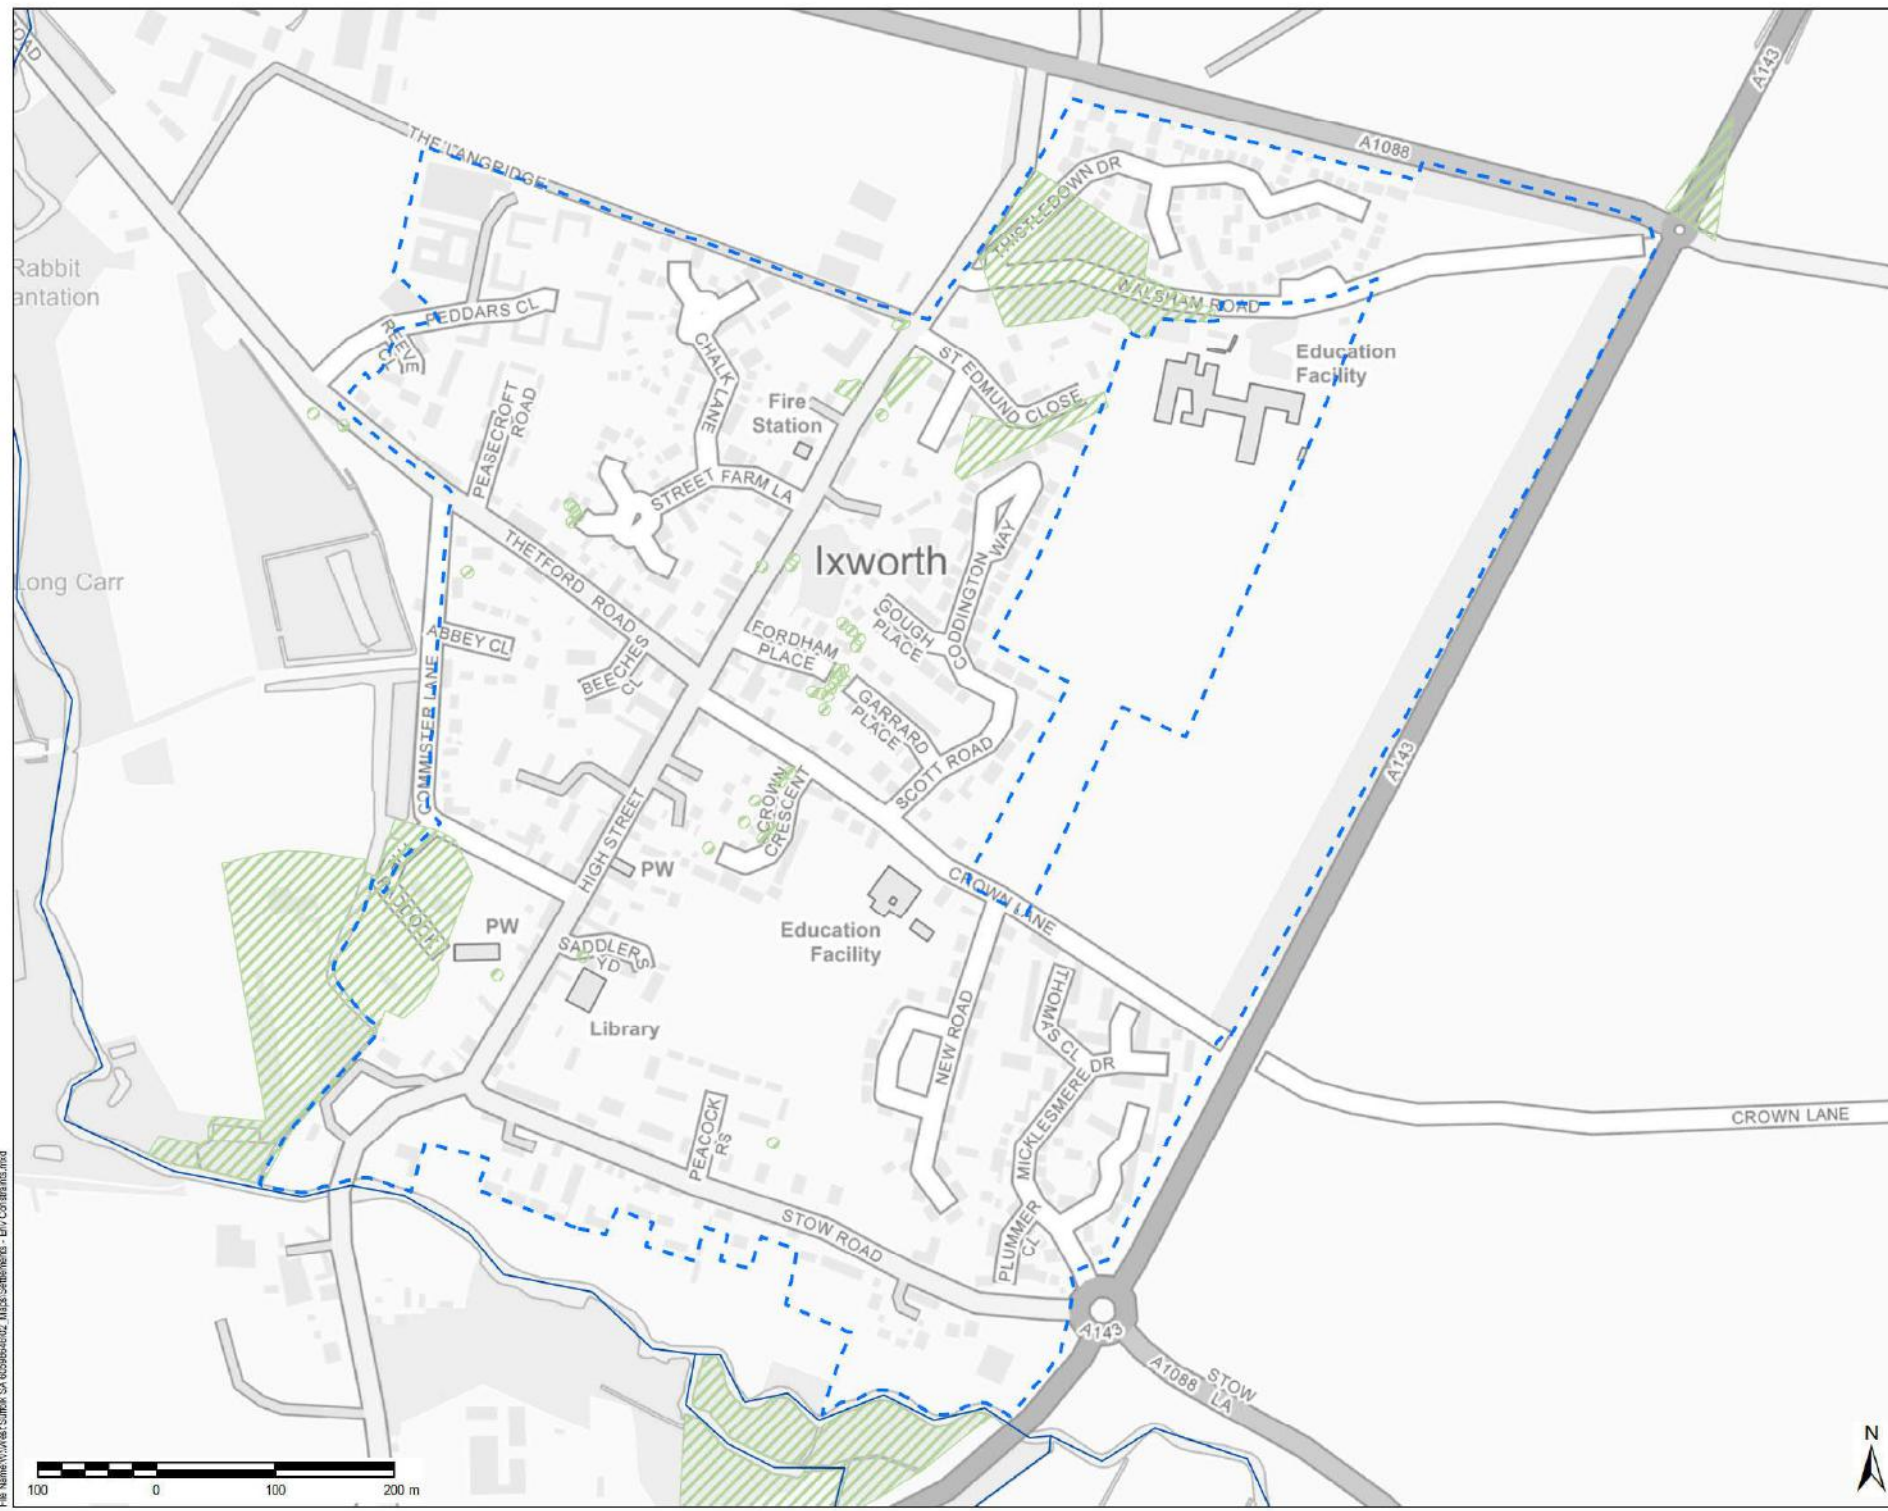 OAD
A143
THE LANGRIDGE
A1088
THISTLEDOWN DR
Rabbit
antation
WALSHAM ROAD
PEDDARS CL
REEVE
CL
CHALK LANE
ST EDMUND CLOSE
Education
Facility
PEASECROFT
ROAD
Fire
Station
STREET FARM LA
THETFORD ROAD
Ixworth
CODDINGTON
WAY
Long Carr
GOUGH
PLACE
FORDHAM
PLACE
ABBEY CL
BEECHES
CL
COMMISTER LANE
GARRARD
PLACE
SCOTT ROAD
A143
CROWN
CRESCENT
HIGH STREET
PW
CROWN LANE
PADDOCK
PW
Education
Facility
SADDLERS
YD
THOMAS CL
Library
NEW ROAD
MICKLESMERE DR
CROWN LANE
PEACOCK
RS
STOW ROAD
PLUMMER
CL
A143
A1088
STOW
LA
N
100 0 100 200 m